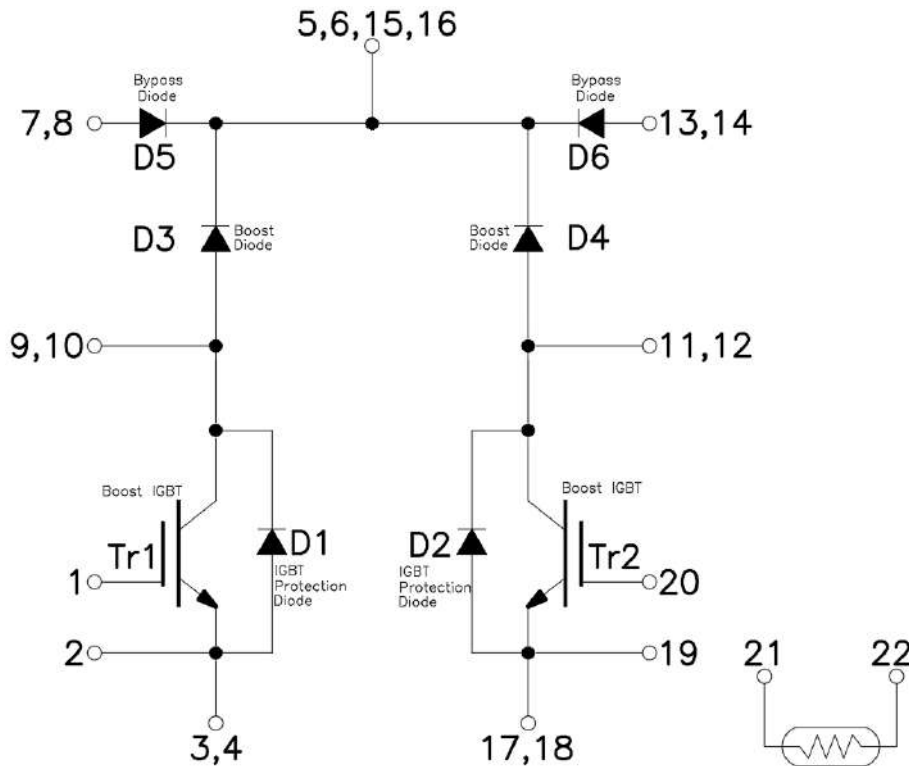 5,6,15,16
Bypass
Diode
Bypass
Diode
7,8
13,14
D5
D6
D3
Boost
Diode
Boost
Diode
D4
9,10
11,12
Boost IGBT
Boost IGBT
Tr1
D1
D2
Tr2
IGBT
Protection
Diode
IGBT
Protection
Diode
1
20
2
19
21
22
3,4
17,18